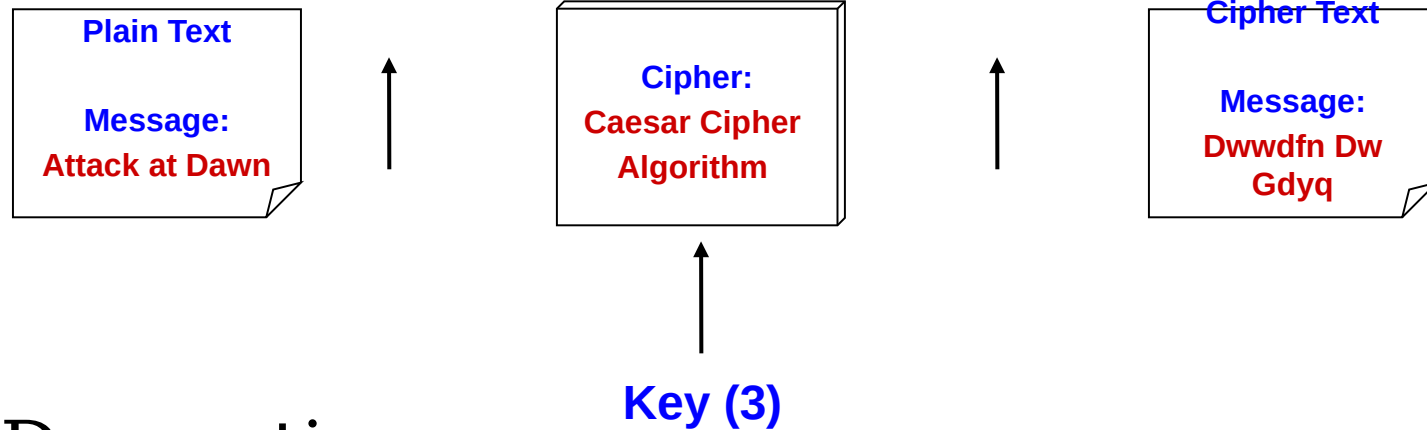 Plain Text
Message:
Attack at Dawn
Cipher:
Caesar Cipher
Algorithm
Cipher Text
Message:
Dwwdfn Dw
Gdyq
Key (3)